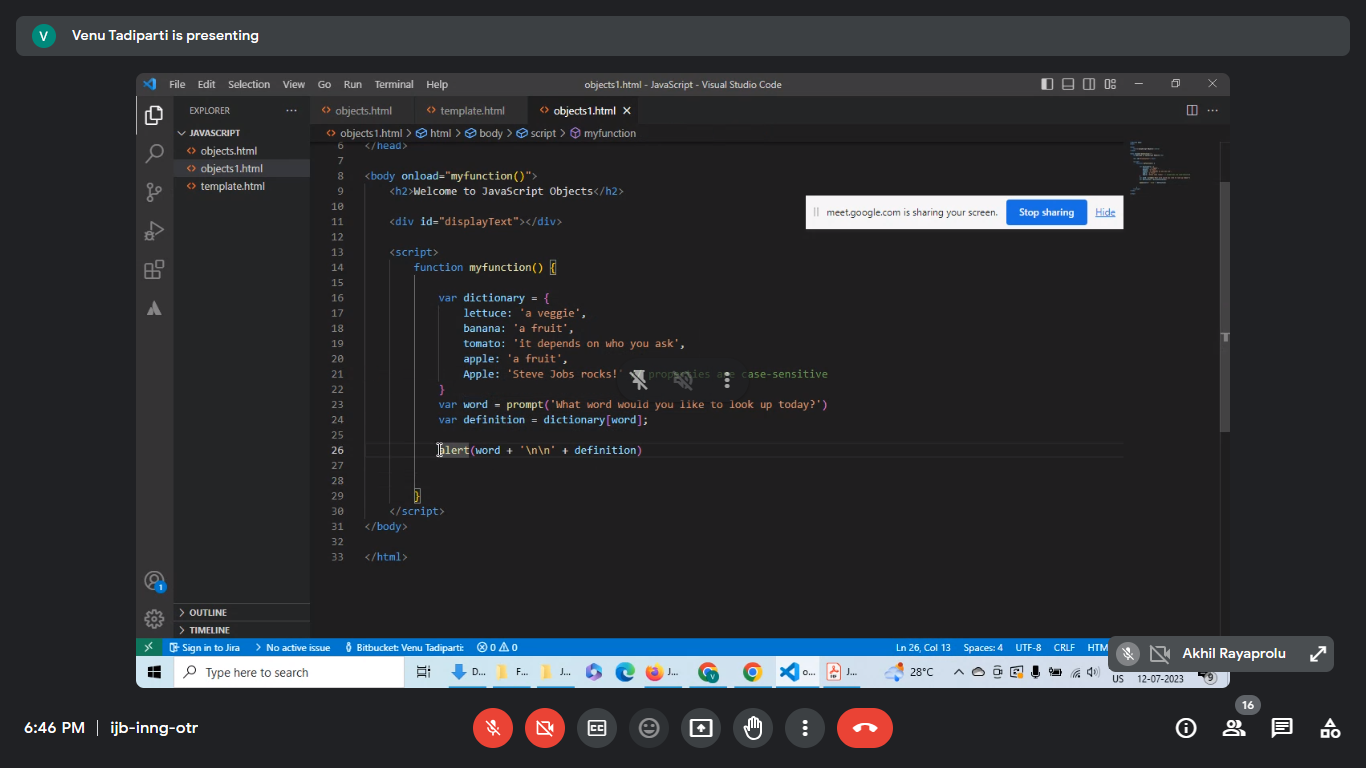 V Venu Tadiparti is presenting
File Edit Selection View Go Run Terminal Help objects1.html - JavaScript - Visual Studio Code
EXPLORER ···
JAVASCRIPT
objects.html
objects1.html
template.html
OUTLINE
TIMELINE
objects.html template.html objects1.html
objects1.html > html > body > script > myfunction
6 </head>
7
8 <body onload="myfunction()">
9 <h2>Welcome to JavaScript Objects</h2>
10
11 <div id="displayText"></div>
12
13 <script>
14 function myfunction() {
15
16 var dictionary = {
17 lettuce: 'a veggie',
18 banana: 'a fruit',
19 tomato: 'it depends on who you ask',
20 apple: 'a fruit',
21 Apple: 'Steve Jobs rocks!' properties are case-sensitive
22 }
23 var word = prompt('What word would you like to look up today?')
24 var definition = dictionary[word];
25
26 alert(word + '\n\n' + definition)
27
28
29 }
30 </script>
31 </body>
32
33 </html>
meet.google.com is sharing your screen. Stop sharing Hide
1
Sign in to Jira No active issue Bitbucket: Venu Tadiparti: 0 0 Ln 26, Col 13 Spaces: 4 UTF-8 CRLF HTM
Type here to search D... F... J... J... o... J... 28°C
US 12-07-2023 9
Akhil Rayaprolu
6:46 PM | ijb-inng-otr
16